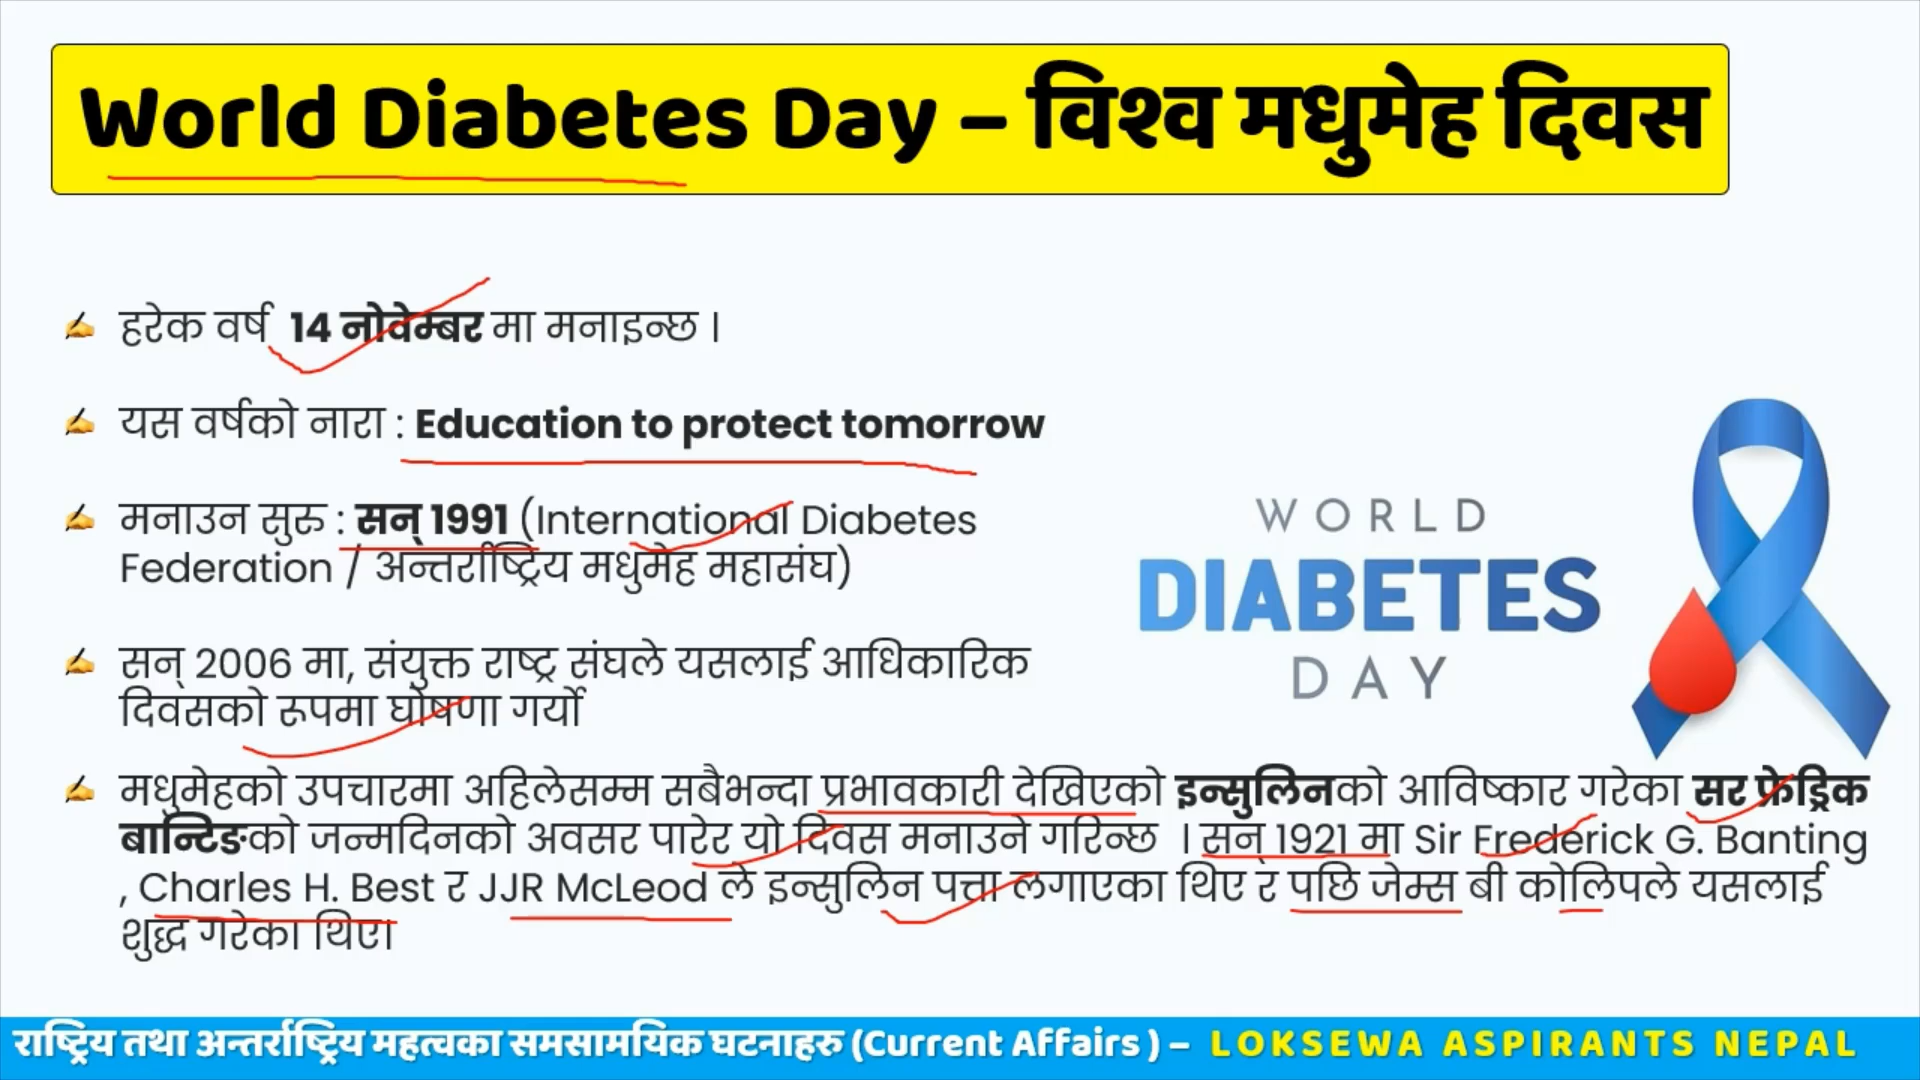 World Diabetes Day – विश्व मधुमेह दिवस
हरेक वर्ष 14 नोवेम्बर मा मनाइन्छ ।
यस वर्षको नारा : Education to protect tomorrow
मनाउन सुरु : सन् 1991 (International Diabetes
Federation / अन्तर्राष्ट्रिय मधुमेह महासंघ)
सन् 2006 मा, संयुक्त राष्ट्र संघले यसलाई आधिकारिक
दिवसको रूपमा घोषणा गर्यो
WORLD
DIABETES
DAY
मधुमेहको उपचारमा अहिलेसम्म सबैभन्दा प्रभावकारी देखिएको इन्सुलिनको आविष्कार गरेका सर फ्रेड्रिक
बान्टिङको जन्मदिनको अवसर पारेर यो दिवस मनाउने गरिन्छ । सन् 1921 मा Sir Frederick G. Banting
, Charles H. Best र JJR McLeod ले इन्सुलिन पत्ता लगाएका थिए र पछि जेम्स बी कोलिपले यसलाई
शुद्ध गरेका थिए।
राष्ट्रिय तथा अन्तर्राष्ट्रिय महत्वका समसामयिक घटनाहरु (Current Affairs ) – LOKSEWA ASPIRANTS NEPAL